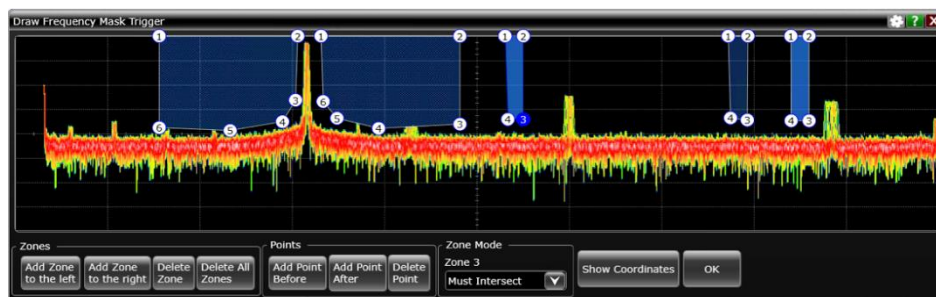 Draw Frequency Mask Trigger
? X
1 2 1 2 1 2 1 2 1 2
6 5 4 3 6 5 4 3 4 3 4 3 4 3
Zones
Add Zone
to the left
Add Zone
to the right
Delete
Zone
Delete All
Zones
Points
Add Point
Before
Add Point
After
Delete
Point
Zone Mode
Zone 3
Must Intersect
Show Coordinates
OK